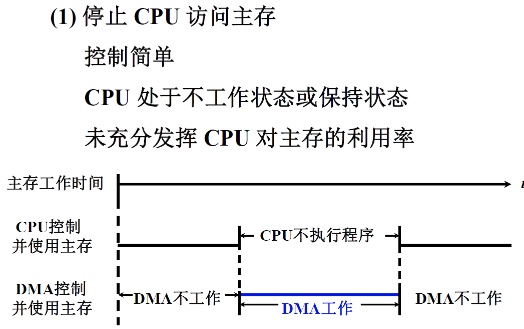 (1) 停止 CPU 访问主存
控制简单
CPU 处于不工作状态或保持状态
未充分发挥 CPU 对主存的利用率
主存工作时间
t
CPU控制
并使用主存
CPU不执行程序
DMA控制
并使用主存
DMA不工作
DMA工作
DMA不工作